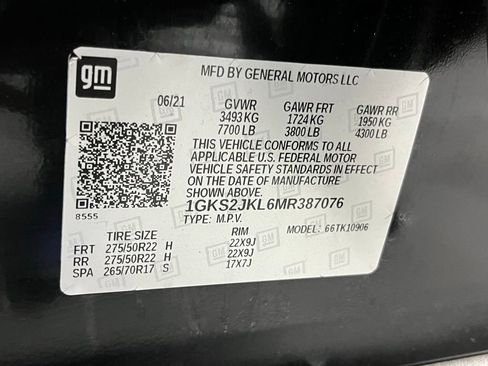 gm
MFD BY GENERAL MOTORS LLC
06/21 GVWR GAWR FRT GAWR RR
3493 KG 1724 KG 1950 KG
7700 LB 3800 LB 4300 LB
THIS VEHICLE CONFORMS TO ALL
APPLICABLE U.S. FEDERAL MOTOR
VEHICLE SAFETY STANDARDS IN EFFECT
ON THE DATE OF MANUFACTURE
SHOWN ABOVE.
8555
1GKS2JKL6MR387076
TYPE: M.P.V. MODEL: 66TK10906
TIRE SIZE RIM
FRT 275/50R22 H 22X9J
RR 275/50R22 H 22X9J
SPA 265/70R17 S 17X7J